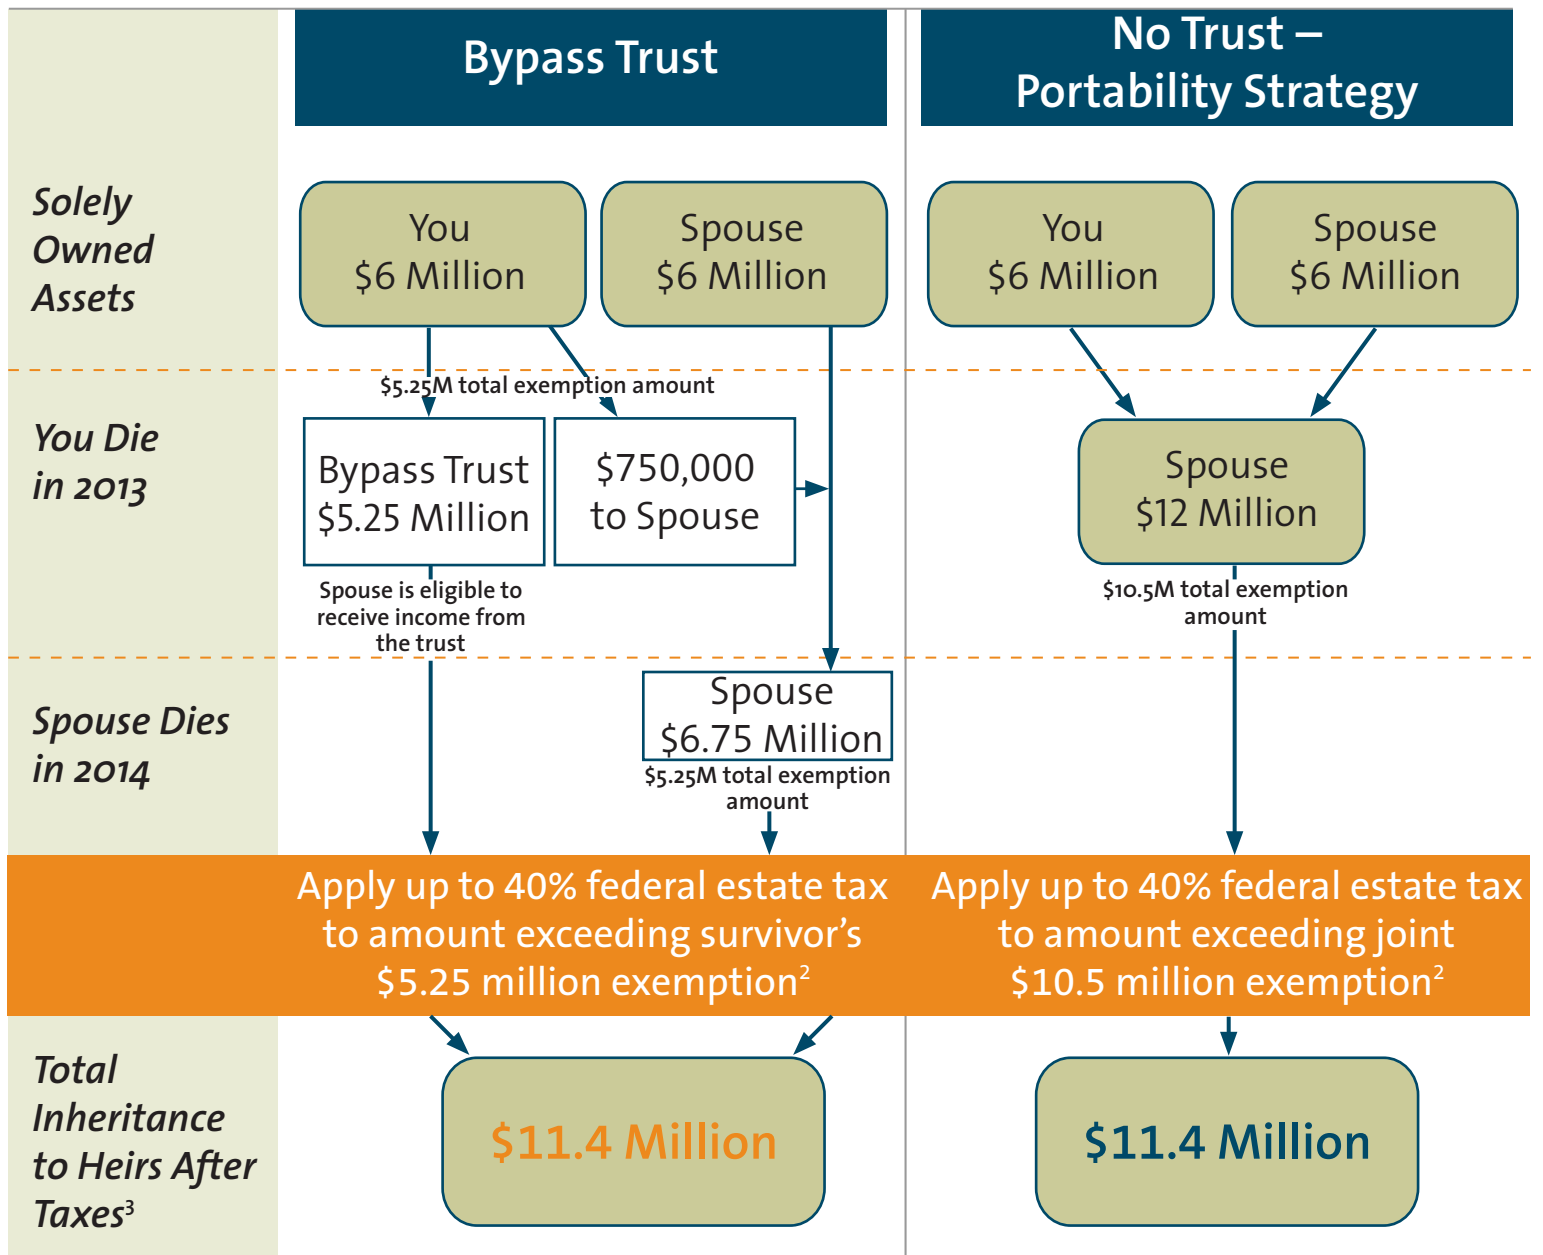 Bypass Trust
No Trust –
Portability Strategy
Solely
Owned
Assets
You
$6 Million
Spouse
$6 Million
You
$6 Million
Spouse
$6 Million
$5.25M total exemption amount
You Die
in 2013
Bypass Trust
$5.25 Million
$750,000
to Spouse
Spouse
$12 Million
Spouse is eligible to
receive income from
the trust
$10.5M total exemption
amount
Spouse Dies
in 2014
Spouse
$6.75 Million
$5.25M total exemption
amount
Apply up to 40% federal estate tax
to amount exceeding survivor’s
$5.25 million exemption²
Apply up to 40% federal estate tax
to amount exceeding joint
$10.5 million exemption²
Total
Inheritance
to Heirs After
Taxes³
$11.4 Million
$11.4 Million